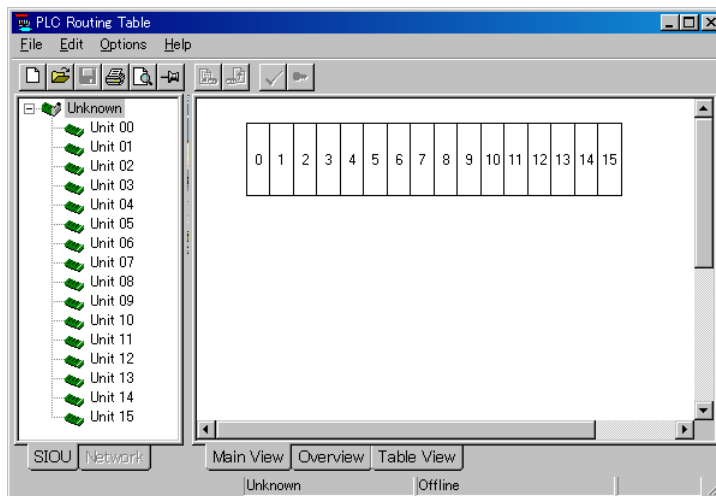 PLC Routing Table
File Edit Options Help
Unknown
Unit 00
Unit 01
Unit 02
Unit 03
Unit 04
Unit 05
Unit 06
Unit 07
Unit 08
Unit 09
Unit 10
Unit 11
Unit 12
Unit 13
Unit 14
Unit 15
0 1 2 3 4 5 6 7 8 9 10 11 12 13 14 15
SIOU Network
Main View Overview Table View
Unknown Offline